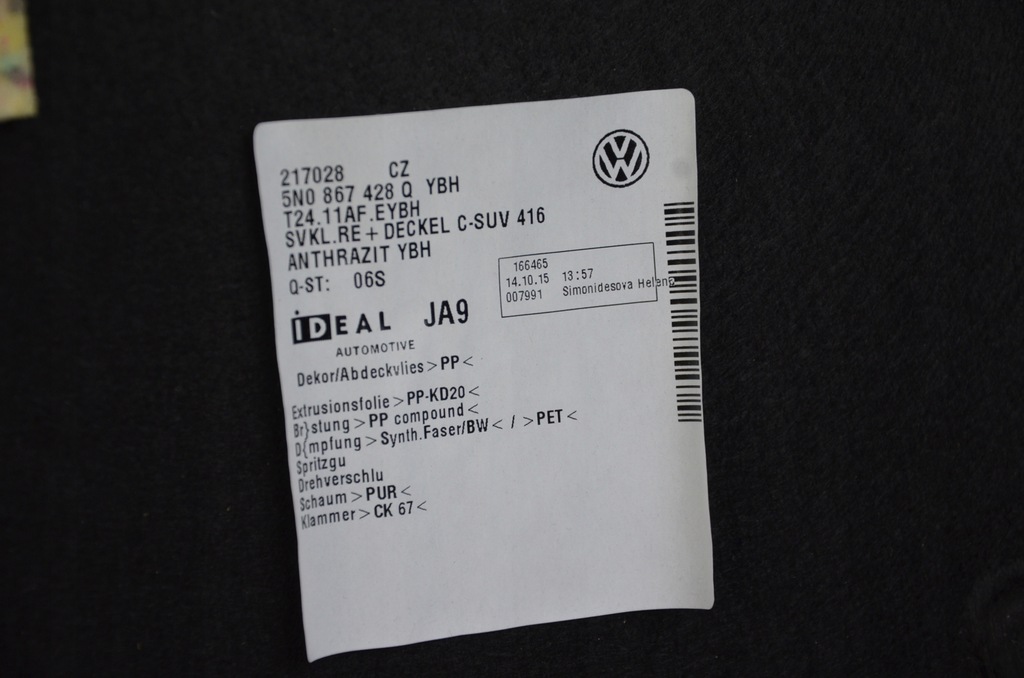 217028 CZ
5N0 867 428 Q YBH
T24.11AF.EYBH
SVKL.RE+DECKEL C-SUV 416
ANTHRAZIT YBH
Q-ST: 06S
166465
14.10.15 13:57
007991 Simonidesova Helena
iDEAL JA9
AUTOMOTIVE
Dekor/Abdeckvlies>PP<
Extrusionsfolie>PP-KD20<
Br}stung>PP compound<
D{mpfung>Synth.Faser/BW< / >PET<
Spritzgu
Drehverschlu
Schaum>PUR<
Klammer>CK 67<
VW